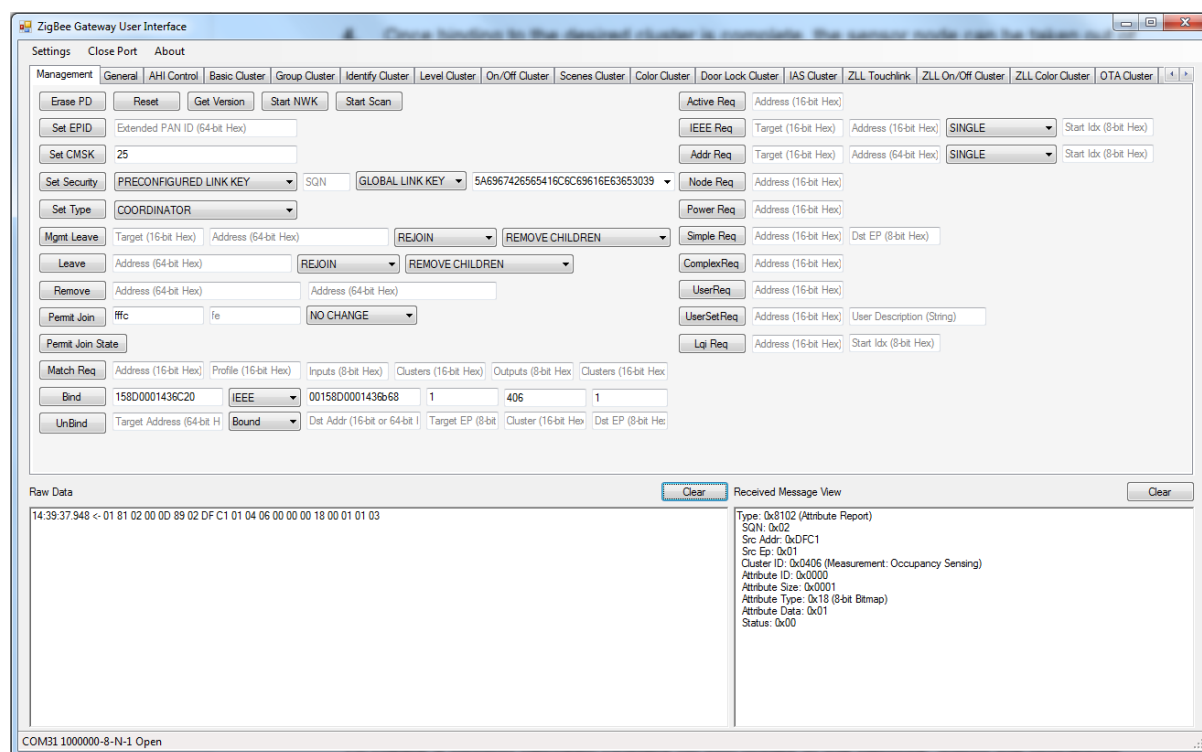 ZigBee Gateway User Interface
4. Once binding to the desired cluster is complete, the sensor node can be taken out of
Settings Close Port About
Management General AHI Control Basic Cluster Group Cluster Identify Cluster Level Cluster On/Off Cluster Scenes Cluster Color Cluster Door Lock Cluster IAS Cluster ZLL Touchlink ZLL On/Off Cluster ZLL Color Cluster OTA Cluster
Erase PD Reset Get Version Start NWK Start Scan
Set EPID Extended PAN ID (64-bit Hex)
Set CMSK 25
Set Security PRECONFIGURED LINK KEY SQN GLOBAL LINK KEY 5A6967426565416C6C69616E63653039
Set Type COORDINATOR
Mgmt Leave Target (16-bit Hex) Address (64-bit Hex) REJOIN REMOVE CHILDREN
Leave Address (64-bit Hex) REJOIN REMOVE CHILDREN
Remove Address (64-bit Hex) Address (64-bit Hex)
Permit Join fffc fe NO CHANGE
Permit Join State
Match Req Address (16-bit Hex) Profile (16-bit Hex) Inputs (8-bit Hex) Clusters (16-bit Hex) Outputs (8-bit Hex Clusters (16-bit Hex
Bind 158D0001436C20 IEEE 00158D0001436b68 1 406 1
UnBind Target Address (64-bit H Bound Dst Addr (16-bit or 64-bit Target EP (8-bit Cluster (16-bit Hex Dst EP (8-bit He
Active Req Address (16-bit Hex)
IEEE Req Target (16-bit Hex) Address (16-bit Hex) SINGLE Start Idx (8-bit Hex)
Addr Req Target (16-bit Hex) Address (64-bit Hex) SINGLE Start Idx (8-bit Hex)
Node Req Address (16-bit Hex)
Power Req Address (16-bit Hex)
Simple Req Address (16-bit Hex) Dst EP (8-bit Hex)
ComplexReq Address (16-bit Hex)
UserReq Address (16-bit Hex)
UserSetReq Address (16-bit Hex) User Description (String)
Lqi Req Address (16-bit Hex) Start Idx (8-bit Hex)
Raw Data Clear
14:39:37.948 <- 01 81 02 00 0D 89 02 DF C1 01 04 06 00 00 00 18 00 01 01 03
Received Message View Clear
Type: 0x8102 (Attribute Report)
SQN: 0x02
Src Addr: 0xDFC1
Src Ep: 0x01
Cluster ID: 0x0406 (Measurement: Occupancy Sensing)
Attribute ID: 0x0000
Attribute Size: 0x0001
Attribute Type: 0x18 (8-bit Bitmap)
Attribute Data: 0x01
Status: 0x00
COM31 1000000-8-N-1 Open